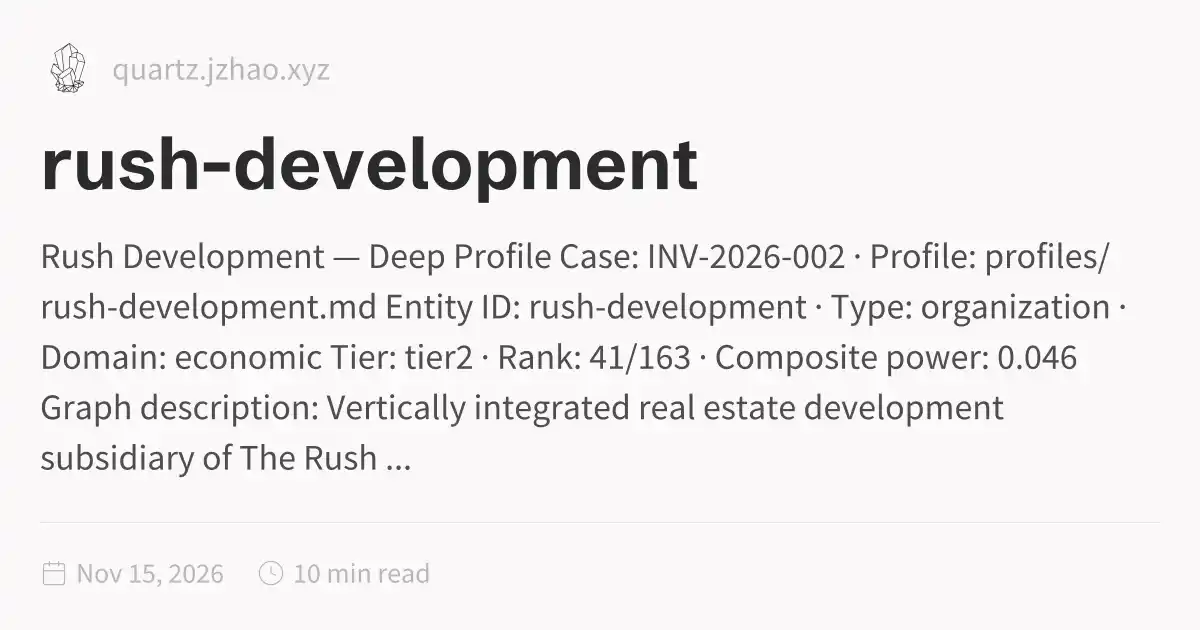 quartz.jzhao.xyz
rush-development
Rush Development — Deep Profile Case: INV-2026-002 · Profile: profiles/
rush-development.md Entity ID: rush-development · Type: organization ·
Domain: economic Tier: tier2 · Rank: 41/163 · Composite power: 0.046
Graph description: Vertically integrated real estate development
subsidiary of The Rush ...
Nov 15, 2026 10 min read